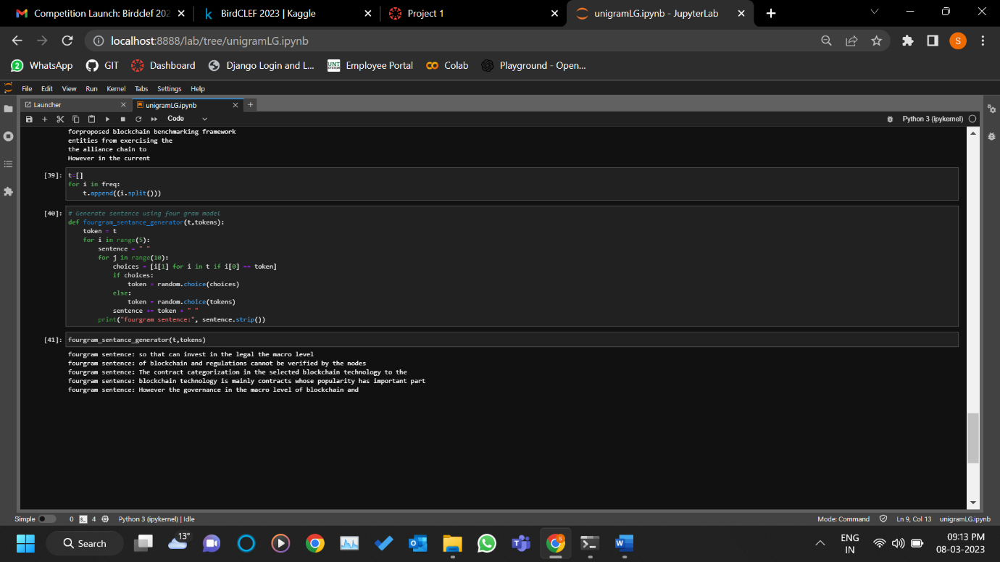 Competition Launch: Birdclef 202
BirdCLEF 2023 | Kaggle
Project 1
unigramLG.ipynb - JupyterLab
localhost:8888/lab/tree/unigramLG.ipynb
S
2 WhatsApp
GIT
Dashboard
Django Login and L...
UNT SYSTEM Employee Portal
Colab
Playground - Open...
File Edit View Run Kernel Tabs Settings Help
Launcher
unigramLG.ipynb
Code
Python 3 (ipykernel)
forproposed blockchain benchmarking framework
entities from exercising the
the alliance chain to
However in the current
[39]: t=[]
for i in freq:
    t.append((i.split()))
[40]: # Generate sentence using four gram model
def fourgram_sentance_generator(t,tokens):
    token = t
    for i in range(5):
        sentence = " "
        for j in range(10):
            choices = [i[1] for i in t if i[0] == token]
            if choices:
                token = random.choice(choices)
            else:
                token = random.choice(tokens)
            sentence += token + " "
        print("fourgram sentence:", sentence.strip())
[41]: fourgram_sentance_generator(t,tokens)
fourgram sentence: so that can invest in the legal the macro level
fourgram sentence: of blockchain and regulations cannot be verified by the nodes
fourgram sentence: The contract categorization in the selected blockchain technology to the
fourgram sentence: blockchain technology is mainly contracts whose popularity has important part
fourgram sentence: However the governance in the macro level of blockchain and
Simple 0 4 Python 3 (ipykernel) | Idle
Mode: Command Ln 9, Col 13 unigramLG.ipynb
Search
13°
ENG
IN
09:13 PM
08-03-2023